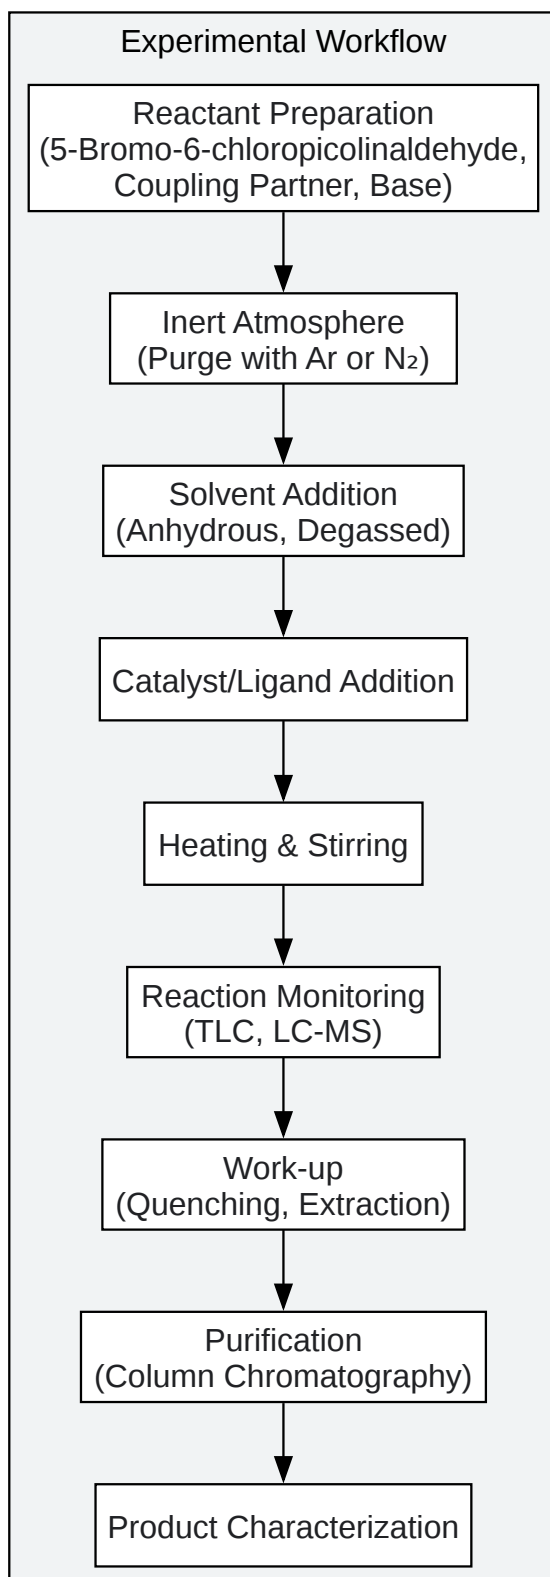 Experimental Workflow
Reactant Preparation
(5-Bromo-6-chloropicolinaldehyde,
Coupling Partner, Base)
Inert Atmosphere
(Purge with Ar or N₂)
Solvent Addition
(Anhydrous, Degassed)
Catalyst/Ligand Addition
Heating & Stirring
Reaction Monitoring
(TLC, LC-MS)
Work-up
(Quenching, Extraction)
Purification
(Column Chromatography)
Product Characterization